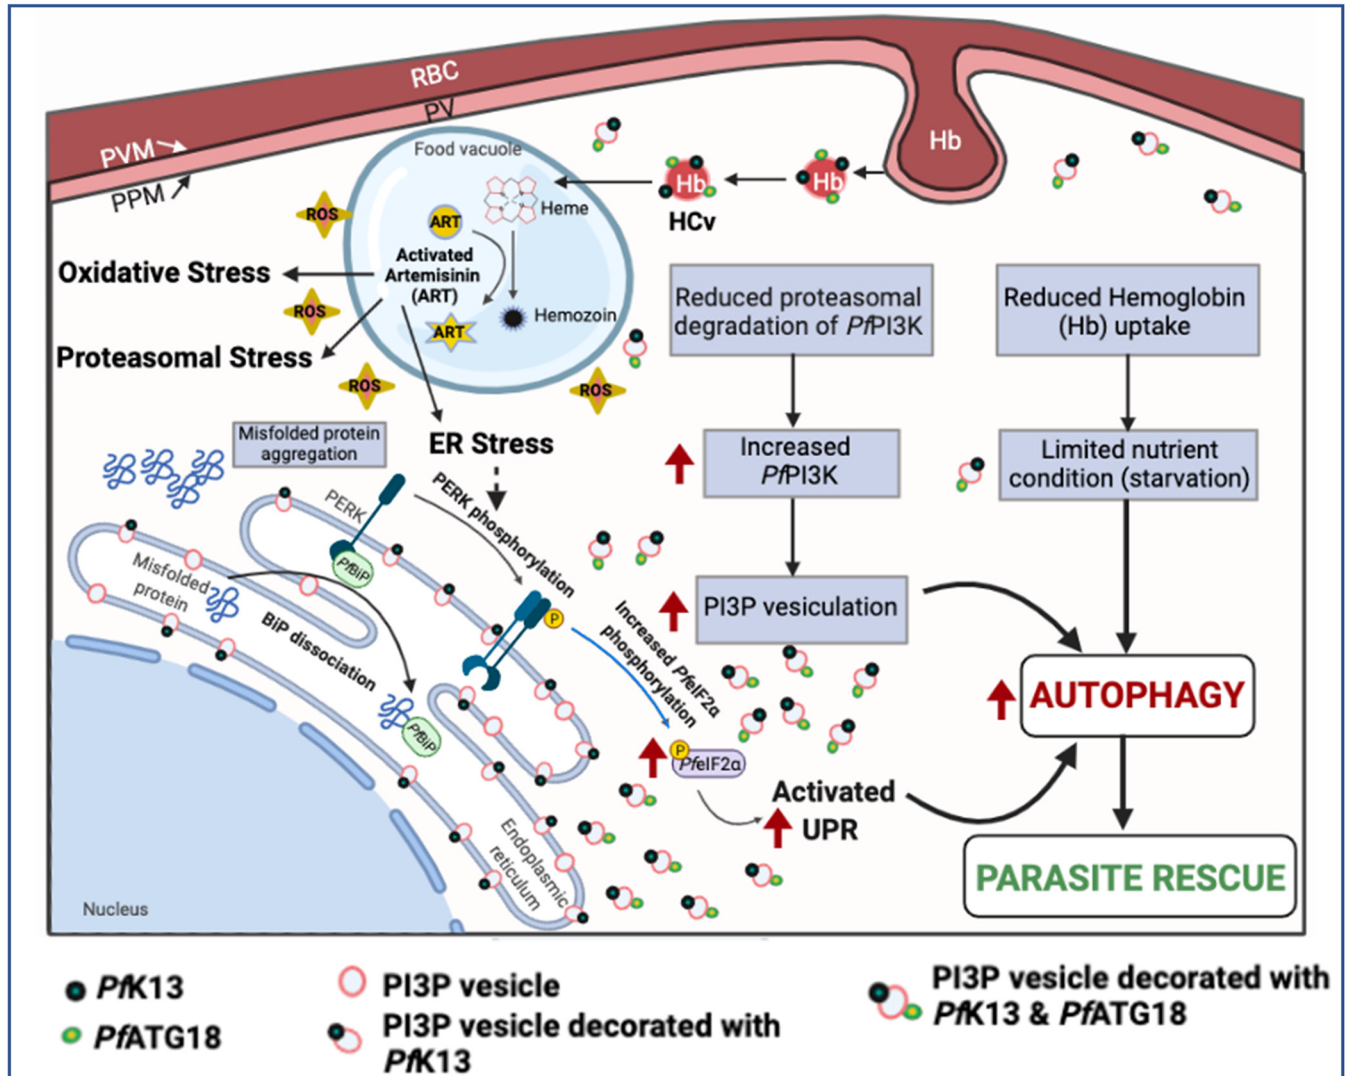 RBC
PV
PVM
PPM
Food vacuole
Heme
ART
Activated
Artemisinin
(ART)
ART
Hemozoin
Hb
Hb
Hb
HCv
ROS
ROS
ROS
ROS
Oxidative Stress
Proteasomal Stress
ER Stress
Reduced proteasomal
degradation of PfPI3K
Reduced Hemoglobin
(Hb) uptake
Increased
PfPI3K
Limited nutrient
condition (starvation)
PI3P vesiculation
Misfolded protein
aggregation
PERK
PfBiP
PERK phosphorylation
P
Misfolded
protein
BiP dissociation
PfBiP
Increased PfeIF2α
phosphorylation
P
PfeIF2α
Activated
UPR
AUTOPHAGY
PARASITE RESCUE
Endoplasmic
reticulum
Nucleus
PfK13
PfATG18
PI3P vesicle
PI3P vesicle decorated with
PfK13
PI3P vesicle decorated with
PfK13 & PfATG18